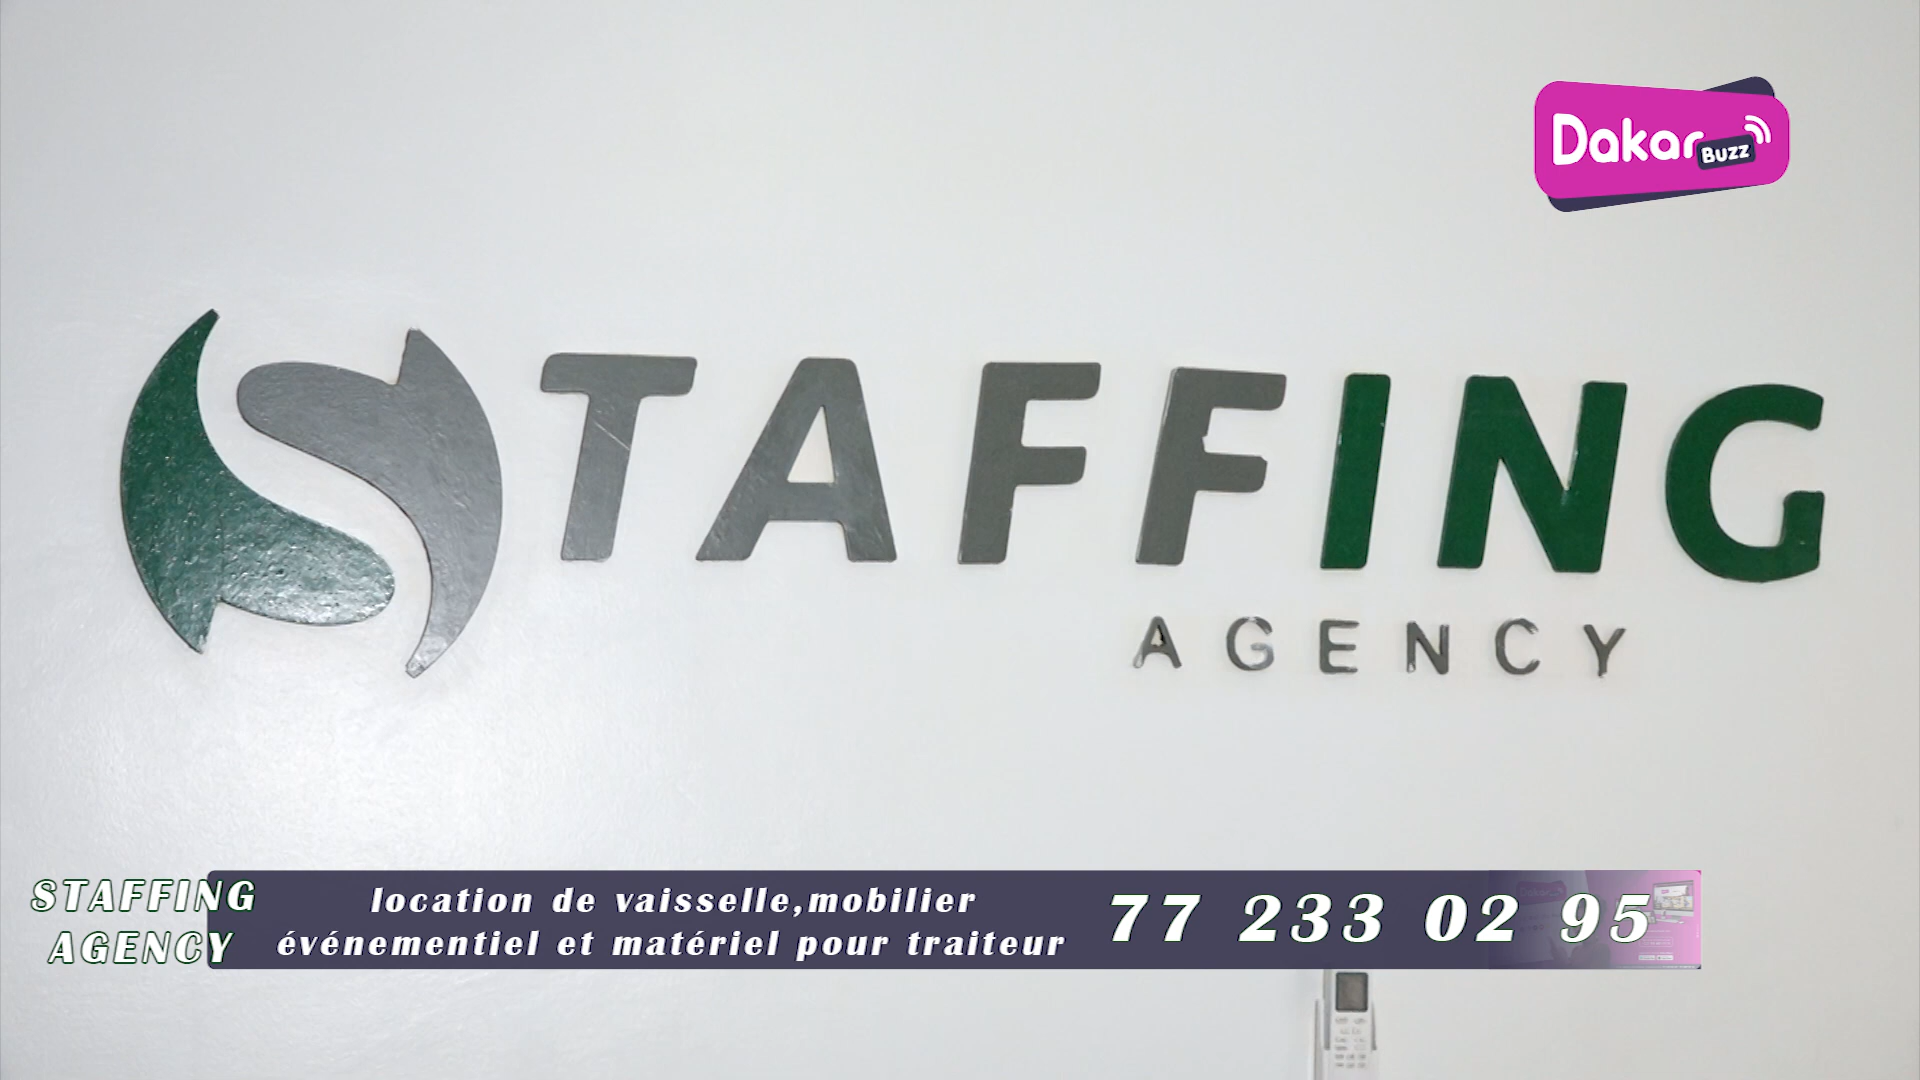 Dakar
Buzz
STAFFING
AGENCY
STAFFING
AGENCY
location de vaisselle,mobilier
événementiel et matériel pour traiteur
77 233 02 95